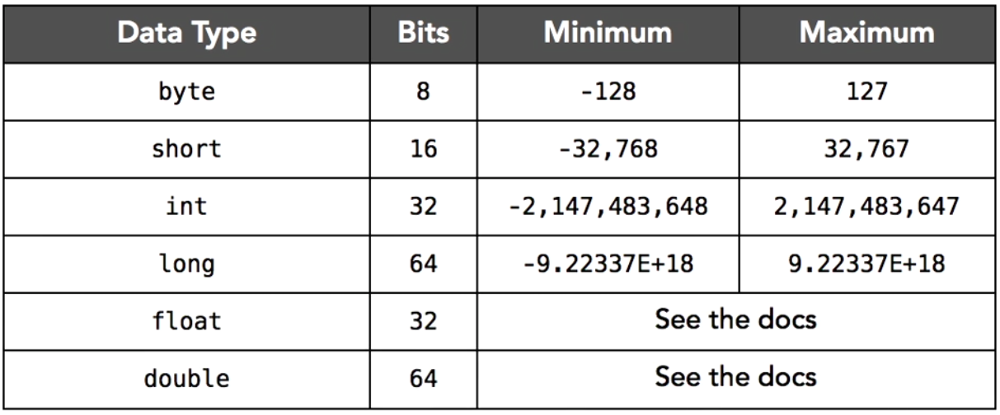 Data Type Bits Minimum Maximum
byte 8 -128 127
short 16 -32,768 32,767
int 32 -2,147,483,648 2,147,483,647
long 64 -9.22337E+18 9.22337E+18
float 32 See the docs
double 64 See the docs